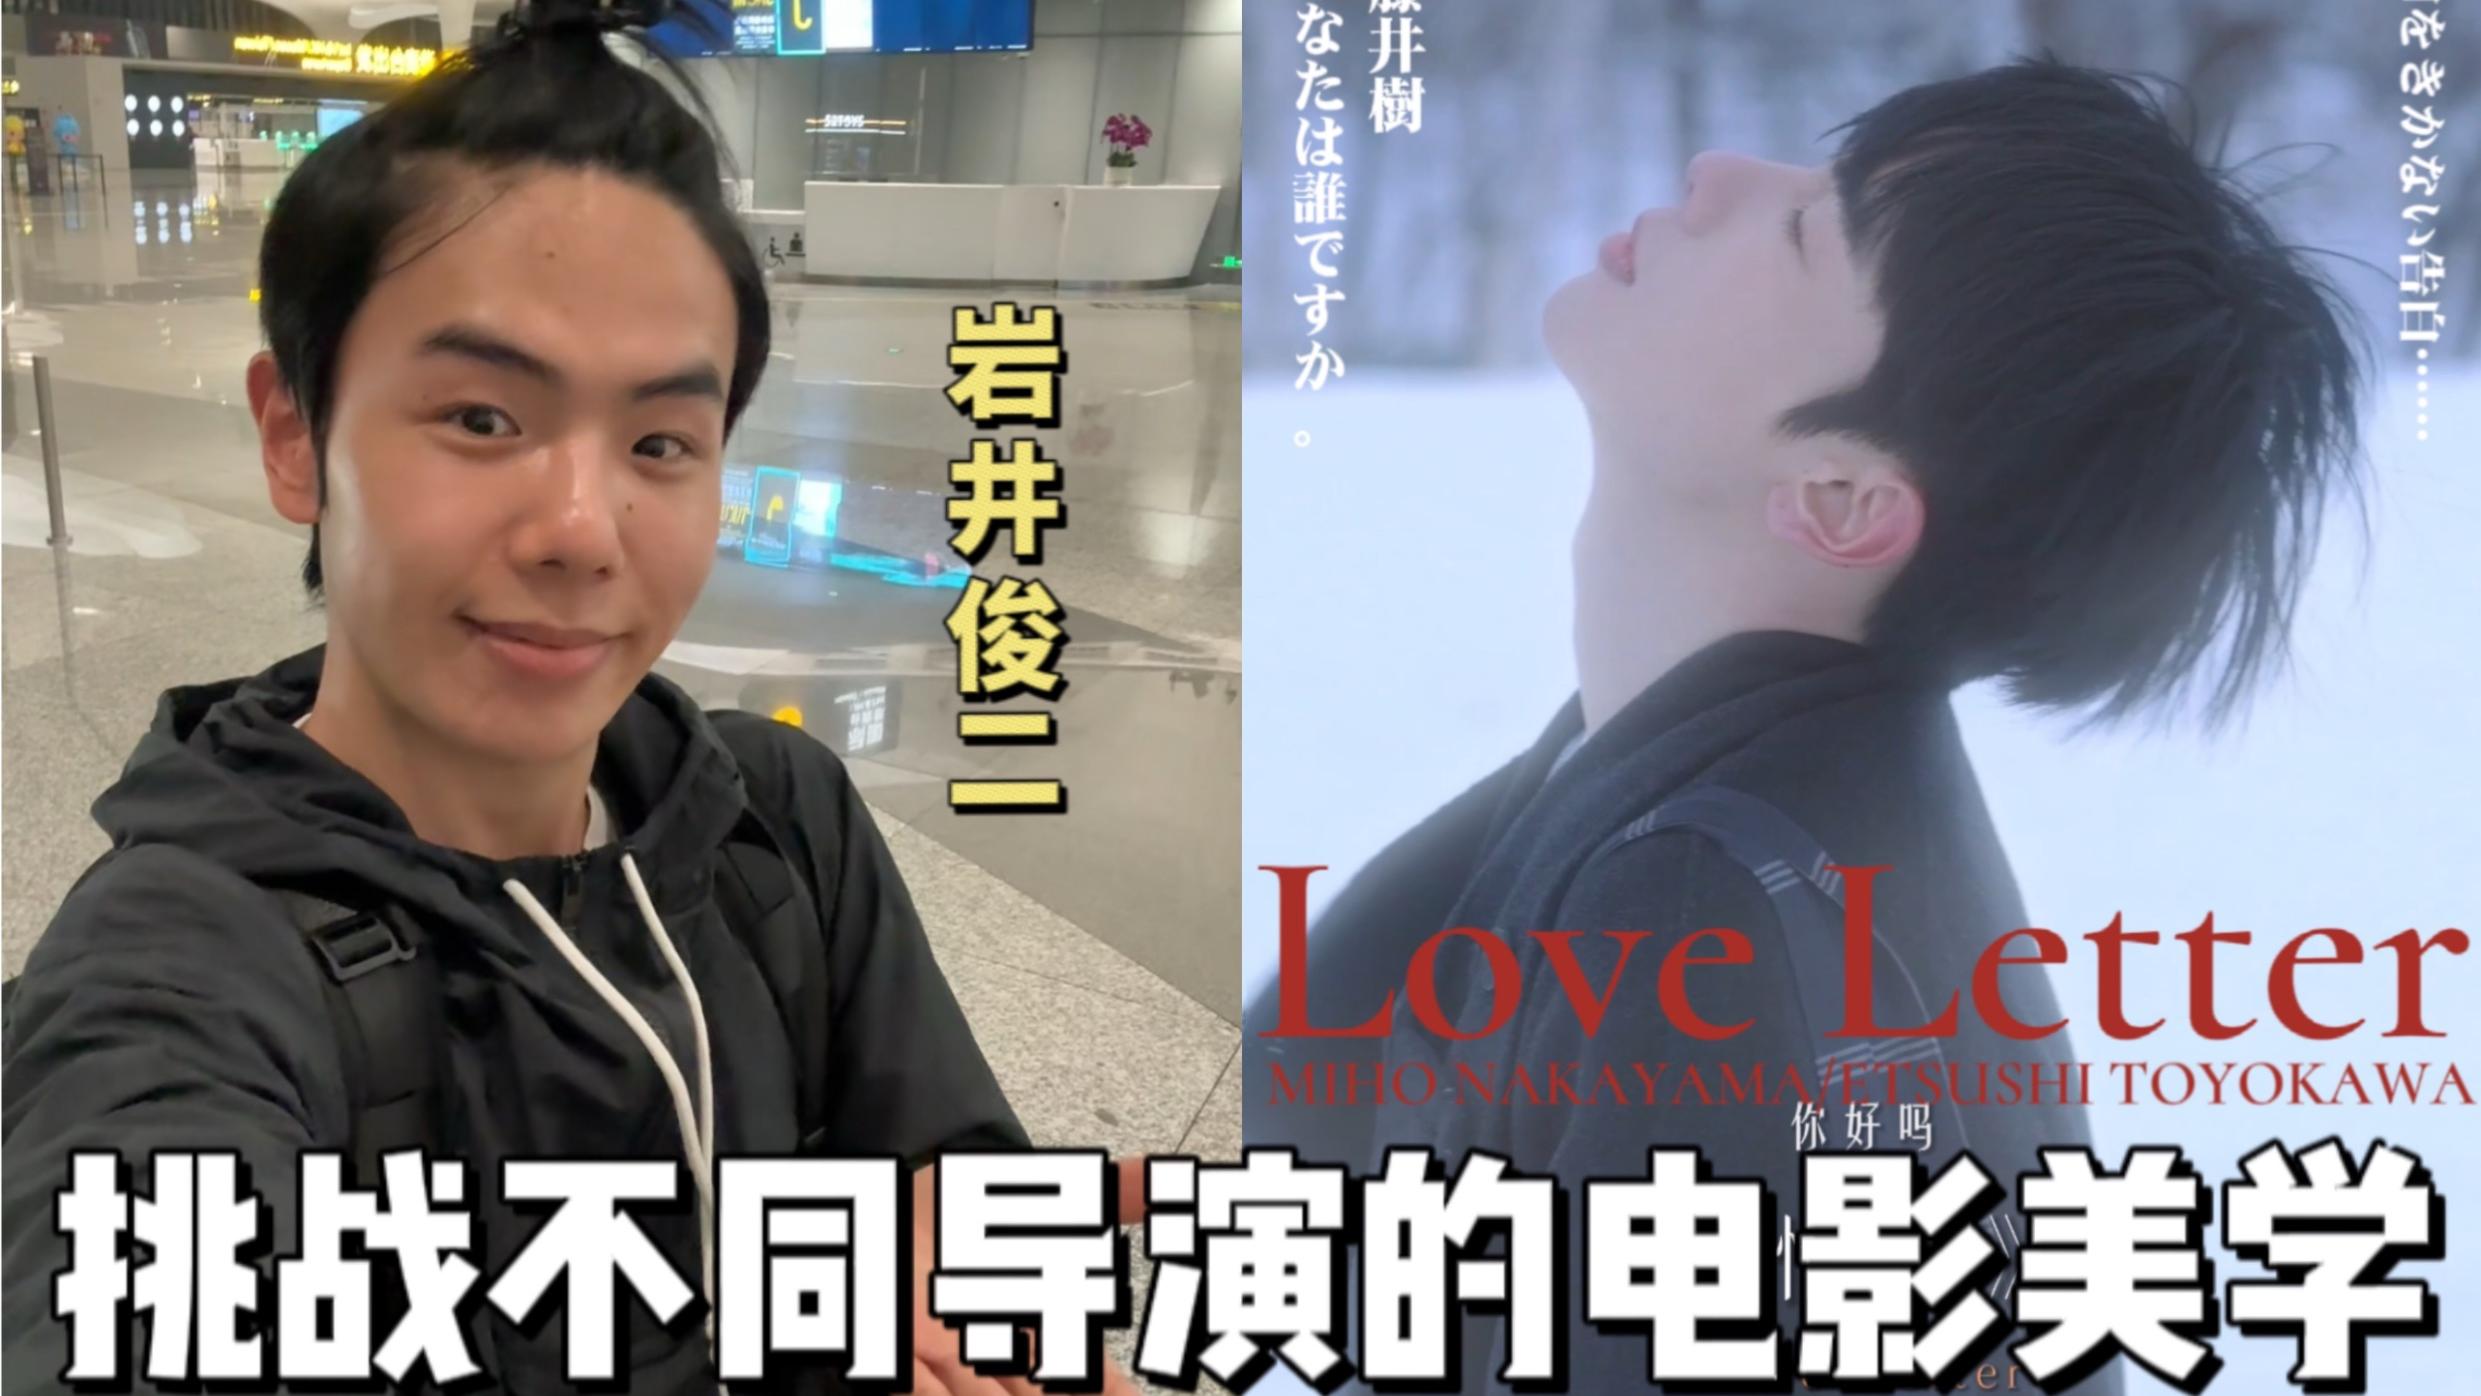 岩井俊二
井樹
なたは誰ですか。
をきかない告白……
Love Letter
MIHO NAKAYAMA/ETSUSHI TOYOKAWA
你好吗
挑战不同导演的电影美学
52TOYS